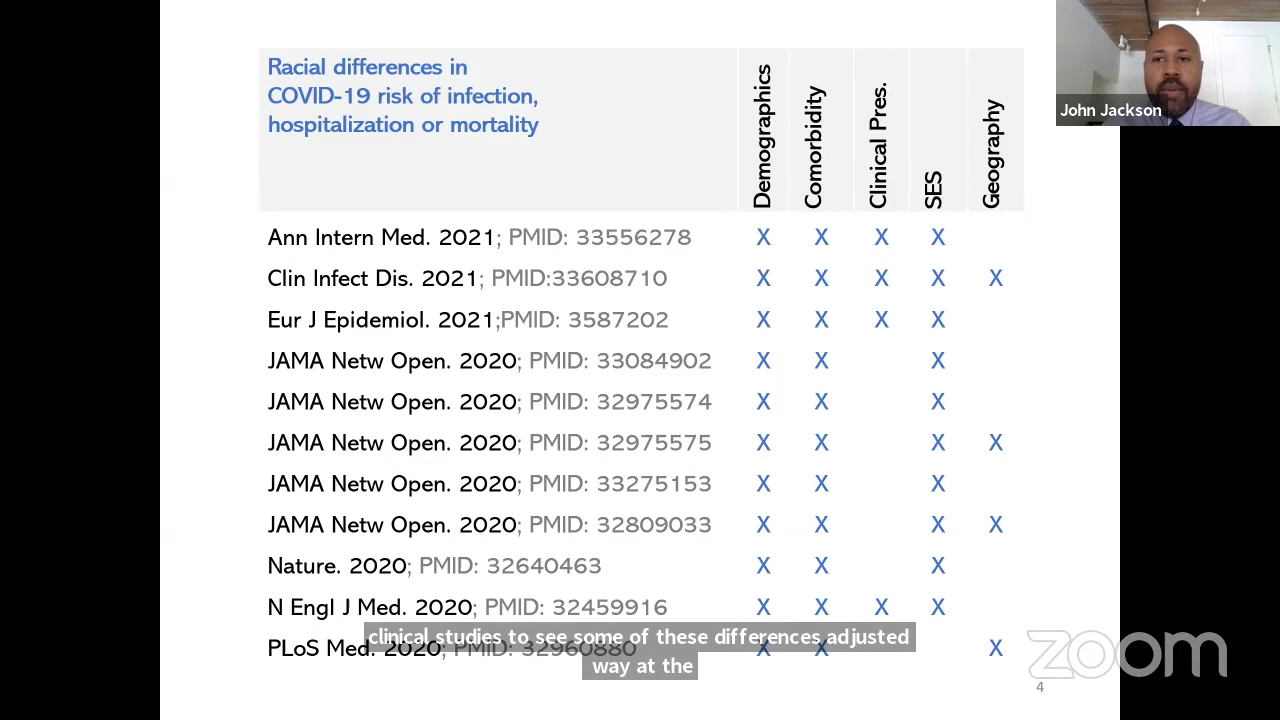 Racial differences in
COVID-19 risk of infection,
hospitalization or mortality
Demographics
Comorbidity
Clinical Pres.
SES
Geography
Ann Intern Med. 2021; PMID: 33556278 X X X X
Clin Infect Dis. 2021; PMID:33608710 X X X X X
Eur J Epidemiol. 2021;PMID: 3587202 X X X X
JAMA Netw Open. 2020; PMID: 33084902 X X X
JAMA Netw Open. 2020; PMID: 32975574 X X X
JAMA Netw Open. 2020; PMID: 32975575 X X X X
JAMA Netw Open. 2020; PMID: 33275153 X X X
JAMA Netw Open. 2020; PMID: 32809033 X X X X
Nature. 2020; PMID: 32640463 X X X
N Engl J Med. 2020; PMID: 32459916 X X X X
PLoS Med. 2020; PMID: 32960880 X X X
clinical studies to see some of these differences adjusted
way at the
John Jackson
zoom
4